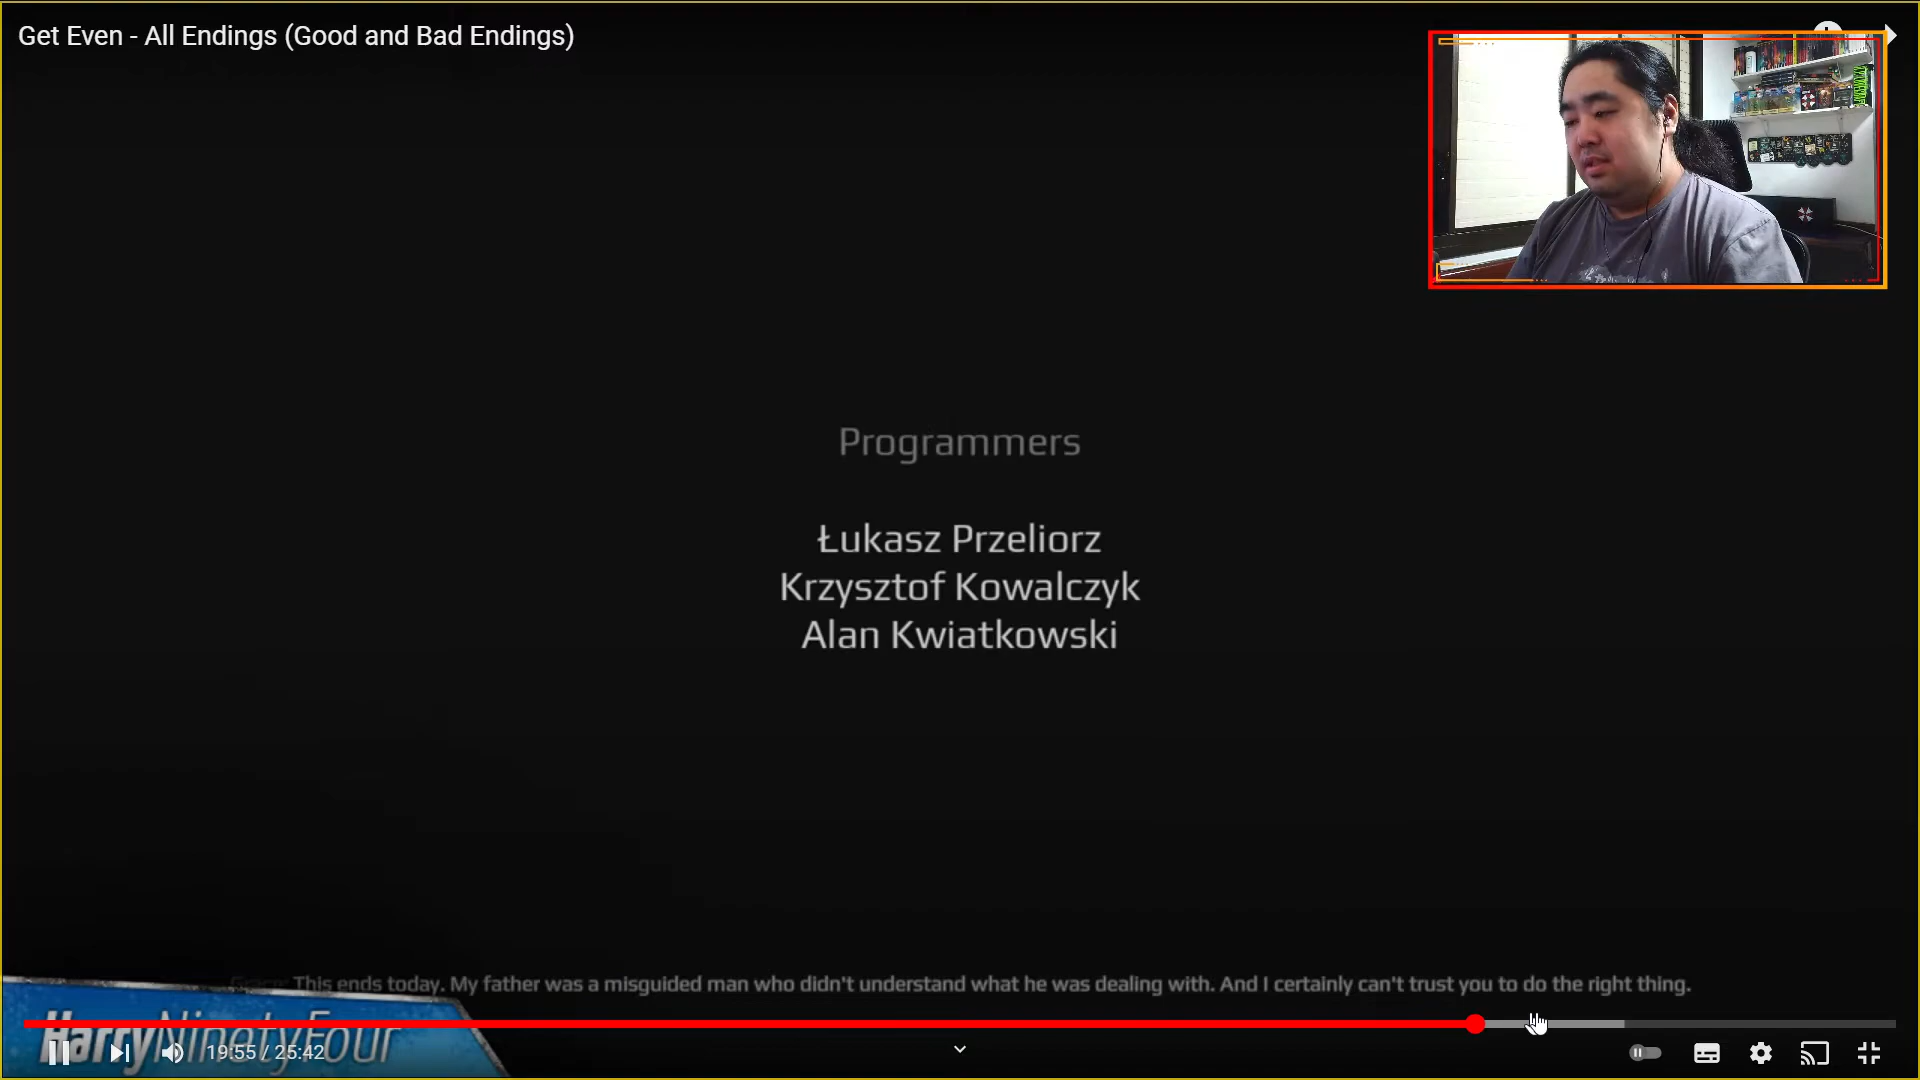 Get Even - All Endings (Good and Bad Endings)
Programmers
Łukasz Przeliorz
Krzysztof Kowalczyk
Alan Kwiatkowski
Grace: This ends today. My father was a misguided man who didn't understand what he was dealing with. And I certainly can't trust you to do the right thing.
HarryNinetyFour
19:55 / 25:42